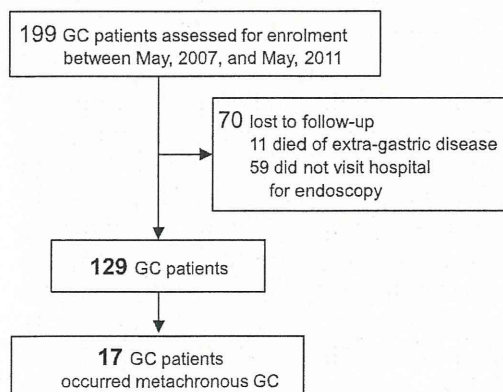 199 GC patients assessed for enrolment
between May, 2007, and May, 2011
70 lost to follow-up
11 died of extra-gastric disease
59 did not visit hospital
for endoscopy
129 GC patients
17 GC patients
occurred metachronous GC